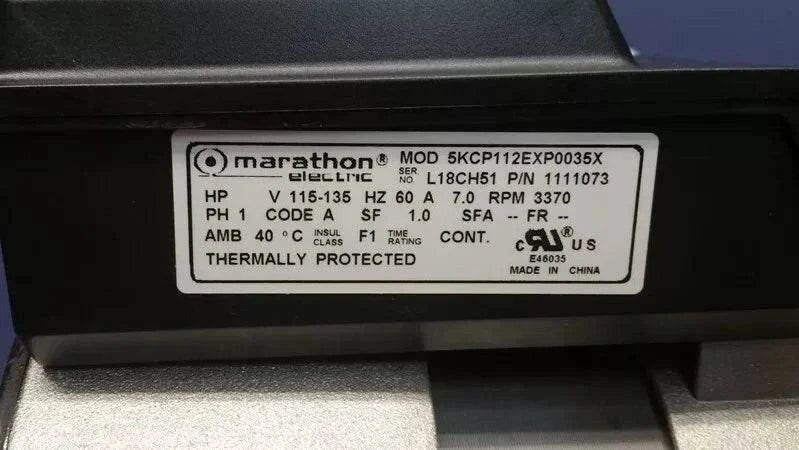 marathon® MOD 5KCP112EXP0035X
electric SER NO. L18CH51 P/N 1111073
HP V 115-135 HZ 60 A 7.0 RPM 3370
PH 1 CODE A SF 1.0 SFA -- FR --
AMB 40 °C INSUL CLASS F1 TIME RATING CONT. c RU ® US
E46035
THERMALLY PROTECTED MADE IN CHINA